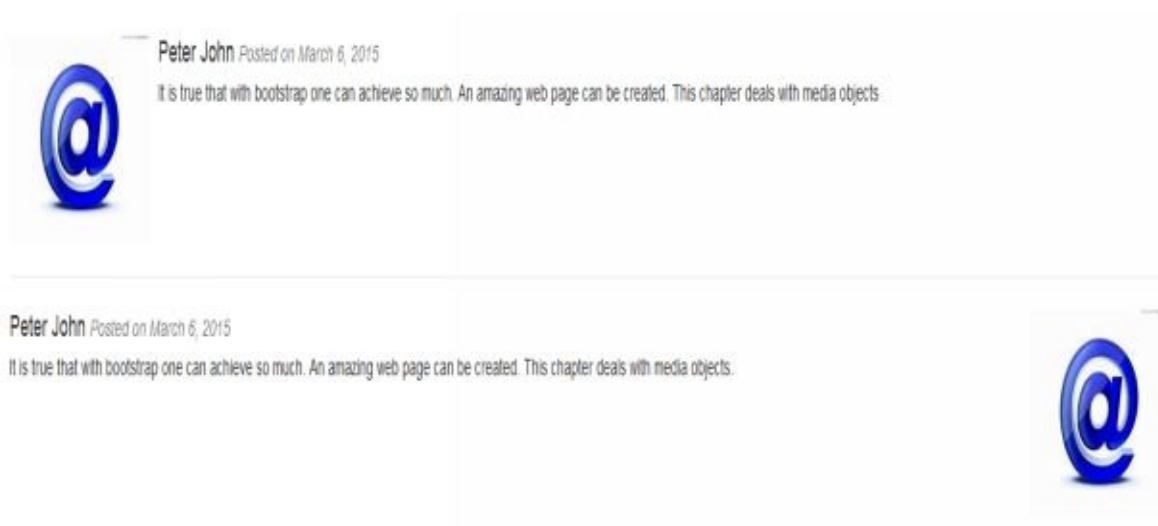 Peter John Posted on March 6, 2015
It is true that with bootstrap one can achieve so much. An amazing web page can be created. This chapter deals with media objects
Peter John Posted on March 6, 2015
It is true that with bootstrap one can achieve so much. An amazing web page can be created. This chapter deals with media objects.